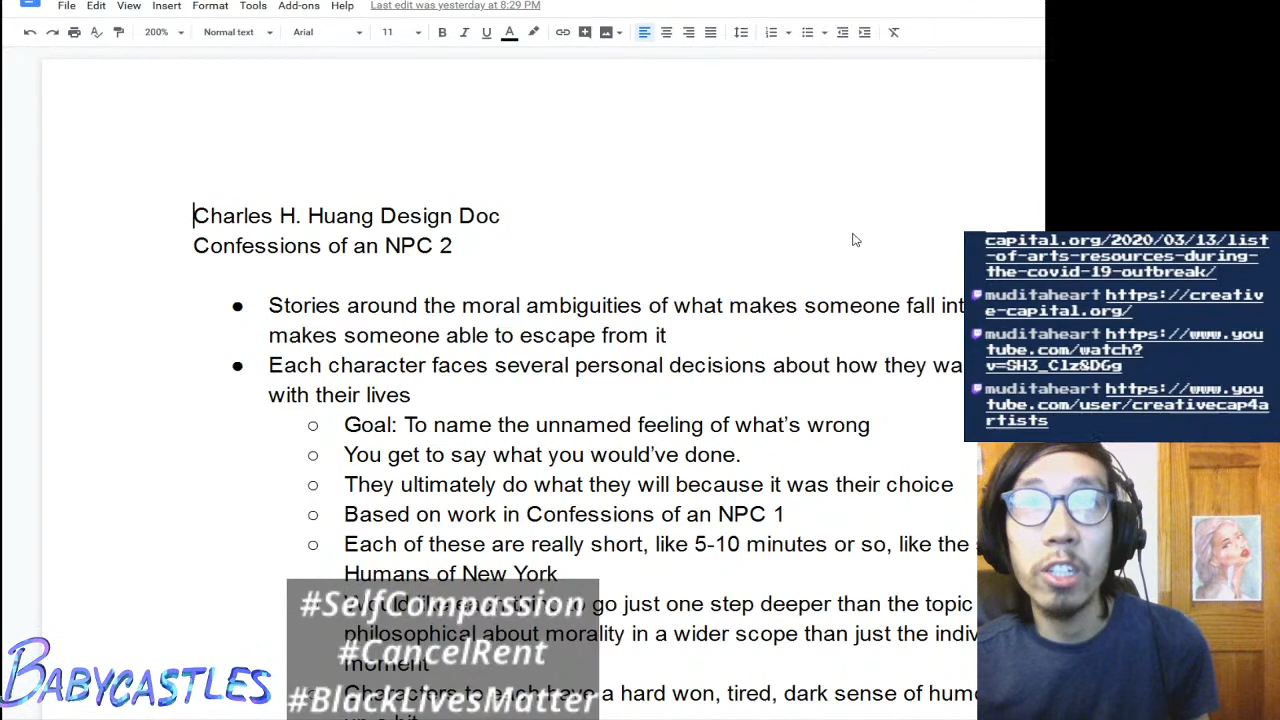 File Edit View Insert Format Tools Add-ons Help Last edit was yesterday at 8:29 PM
200% Normal text Arial 11 B I U A
Charles H. Huang Design Doc
Confessions of an NPC 2
● Stories around the moral ambiguities of what makes someone fall
makes someone able to escape from it
● Each character faces several personal decisions about how they
with their lives
○ Goal: To name the unnamed feeling of what’s wrong
○ You get to say what you would’ve done.
○ They ultimately do what they will because it was their choice
○ Based on work in Confessions of an NPC 1
○ Each of these are really short, like 5-10 minutes or so, like the
Humans of New York
go just one step deeper than the topic
philosophical about morality in a wider scope than just the
moment
Characters to each have a hard won, tired, dark sense of
#SelfCompassion
#CancelRent
#BlackLivesMatter
BABYCASTLES
capital.org/2020/03/13/list
-of-arts-resources-during-
the-covid-19-outbreak/
muditaheart https://creativ
e-capital.org/
muditaheart https://www.you
tube.com/watch?
v=SH3_Clz&DGg
muditaheart https://www.you
tube.com/user/creativecap4a
rtists